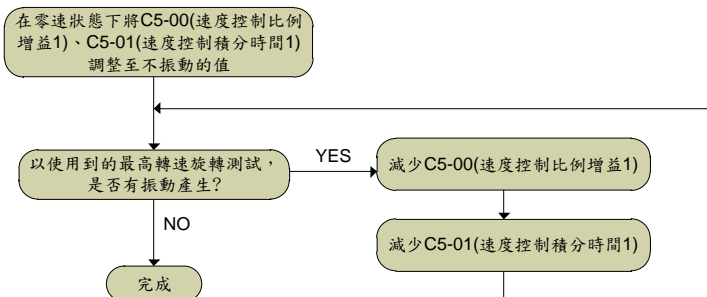 在零速狀態下將C5-00(速度控制比例
增益1)、C5-01(速度控制積分時間1)
調整至不振動的值
以使用到的最高轉速旋轉測試，
是否有振動產生?
YES
減少C5-00(速度控制比例增益1)
NO
減少C5-01(速度控制積分時間1)
完成